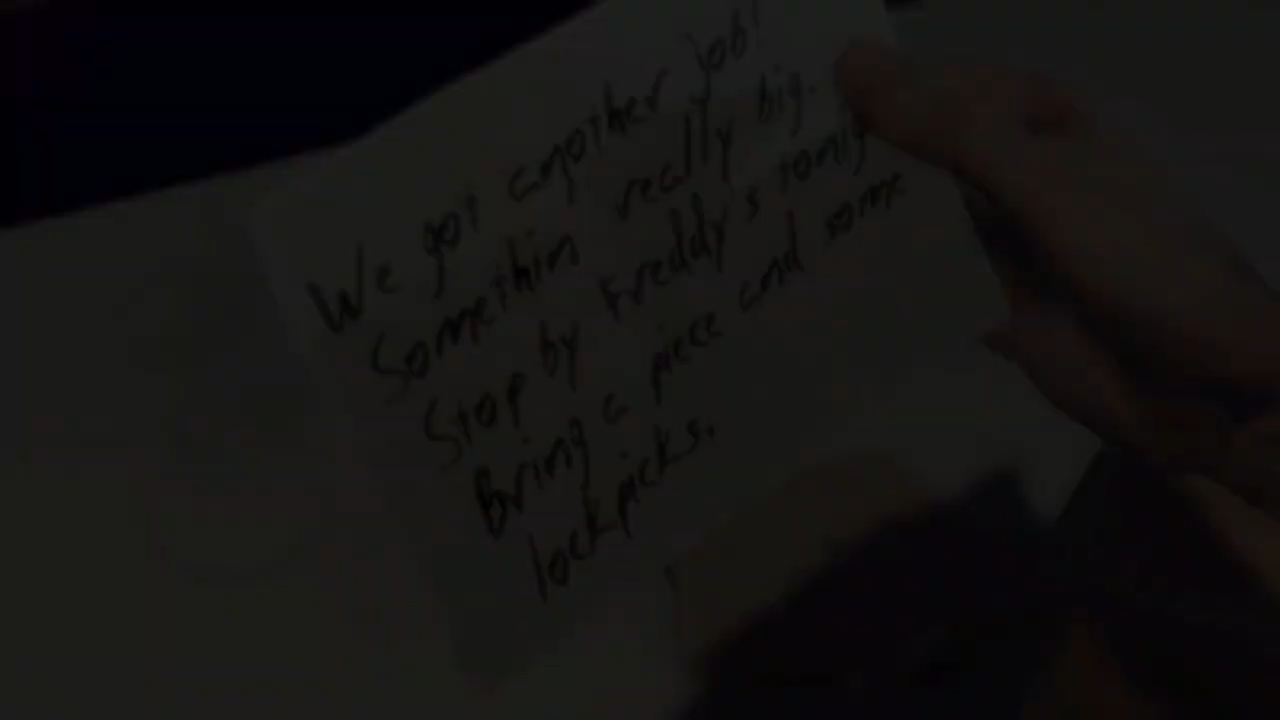 We got another job!
Somethin really big.
Stop by Freddy's tonig
Bring a piece and some
lockpicks.